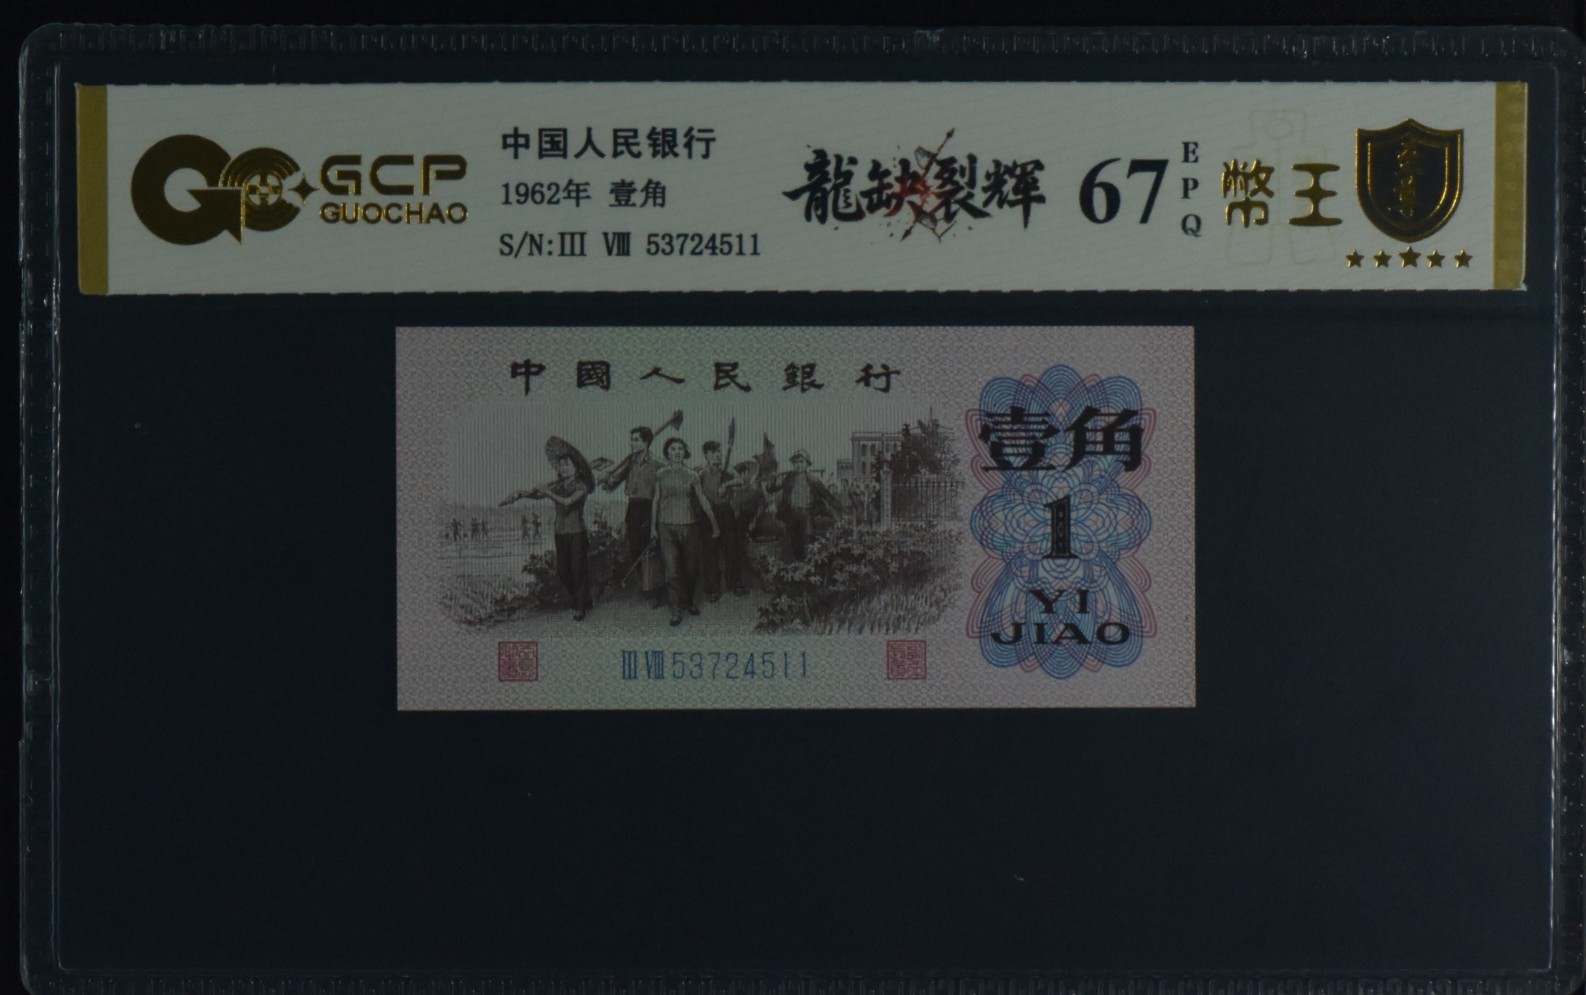 GCP
GUOCHAO
中国人民银行
1962年 壹角
S/N:III VIII 53724511
龍缺裂輝
67
EPQ
幣王
中國人民銀行
壹角
1
YI
JIAO
III VIII 53724511